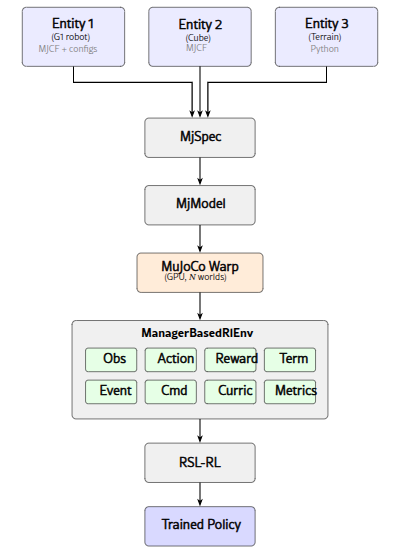 Entity 1
(G1 robot)
MJCF + configs
Entity 2
(Cube)
MJCF
Entity 3
(Terrain)
Python
MjSpec
MjModel
MuJoCo Warp
(GPU, N worlds)
ManagerBasedRlEnv
Obs
Action
Reward
Term
Event
Cmd
Curric
Metrics
RSL-RL
Trained Policy